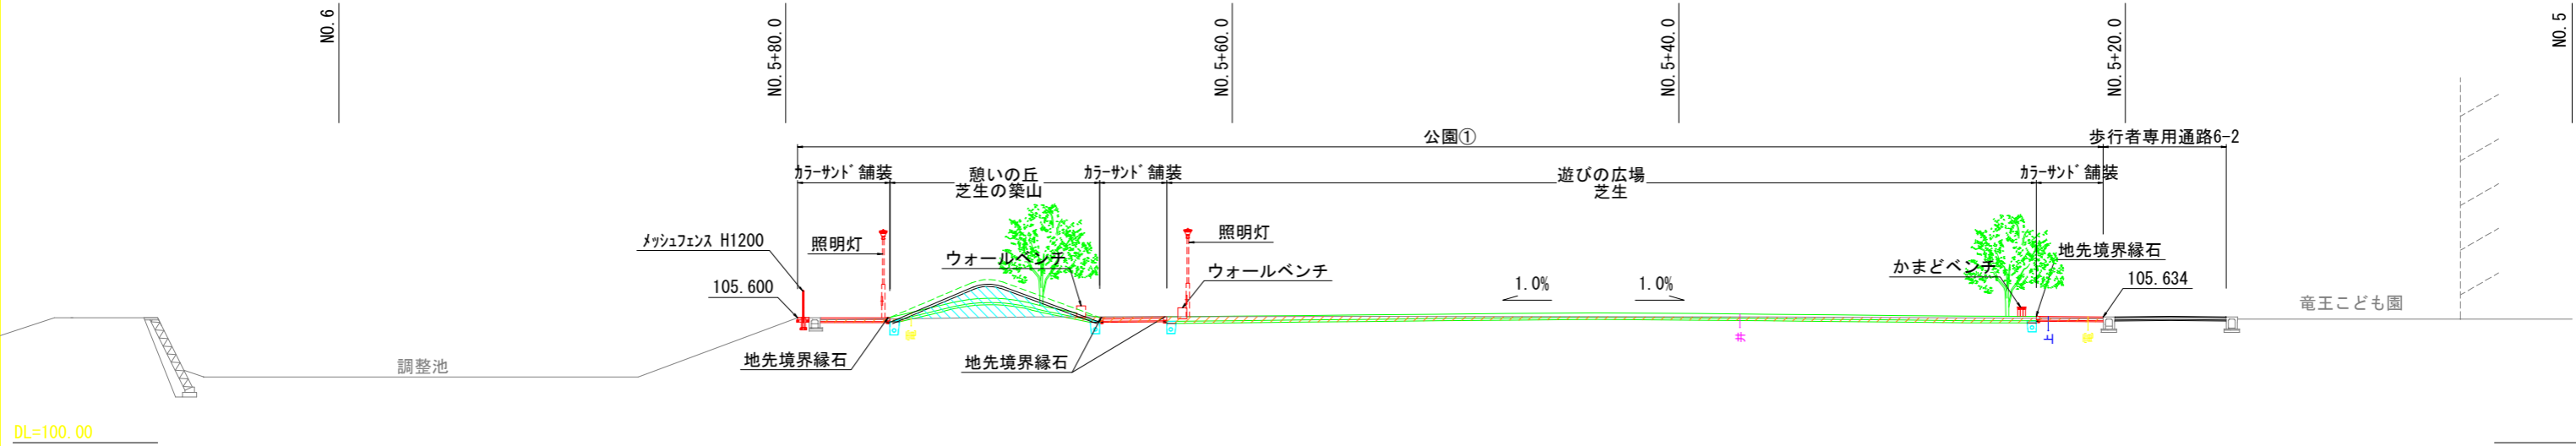 NO.6
NO.5+80.0
NO.5+60.0
NO.5+40.0
NO.5+20.0
NO.5
公園①
歩行者専用通路6-2
ｶﾗｰｻﾝﾄﾞ舗装
憩いの丘
芝生の築山
ｶﾗｰｻﾝﾄﾞ舗装
遊びの広場
芝生
ｶﾗｰｻﾝﾄﾞ舗装
ﾒｯｼｭﾌｪﾝｽ H1200
照明灯
ウォールベンチ
照明灯
ウォールベンチ
かまどベンチ
地先境界縁石
105.600
1.0%
1.0%
105.634
竜王こども園
調整池
地先境界縁石
地先境界縁石
井
上
DL=100.00